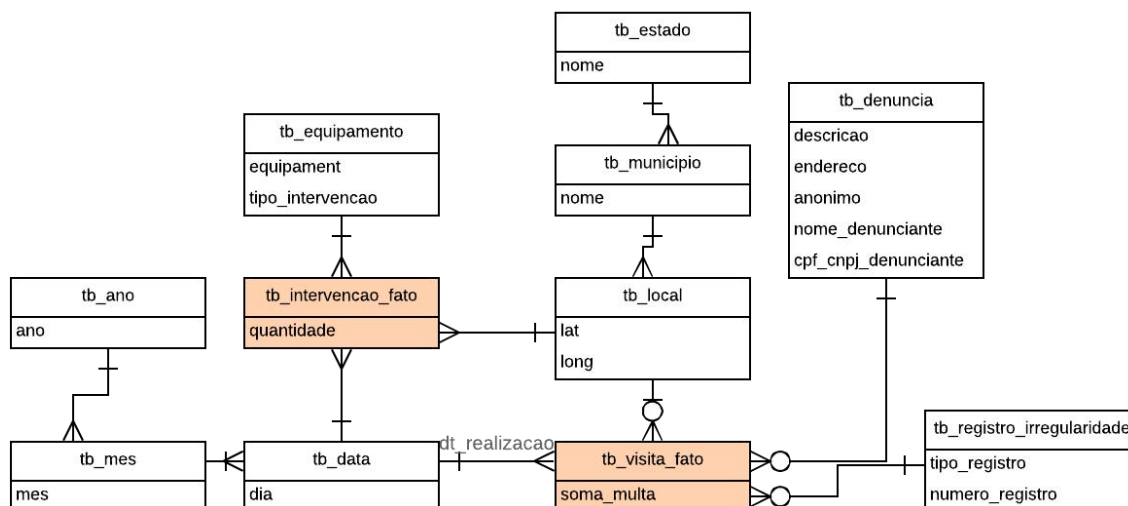 tb_estado
nome
tb_denuncia
descricao
endereco
anonimo
nome_denunciante
cpf_cnpj_denunciante
tb_equipamento
equipament
tipo_intervencao
tb_municipio
nome
tb_ano
ano
tb_intervencao_fato
quantidade
tb_local
lat
long
tb_mes
mes
tb_data
dia
dt_realizacao
tb_visita_fato
soma_multa
tb_registro_irregularidade
tipo_registro
numero_registro